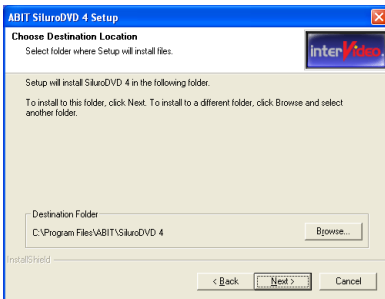 ABIT SiluroDVD 4 Setup
Choose Destination Location
Select folder where Setup will install files.
interVideo.
Setup will install SiluroDVD 4 in the following folder.
To install to this folder, click Next. To install to a different folder, click Browse and select
another folder.
Destination Folder
C:\Program Files\ABIT\SiluroDVD 4
Browse...
InstallShield
< Back
Next >
Cancel